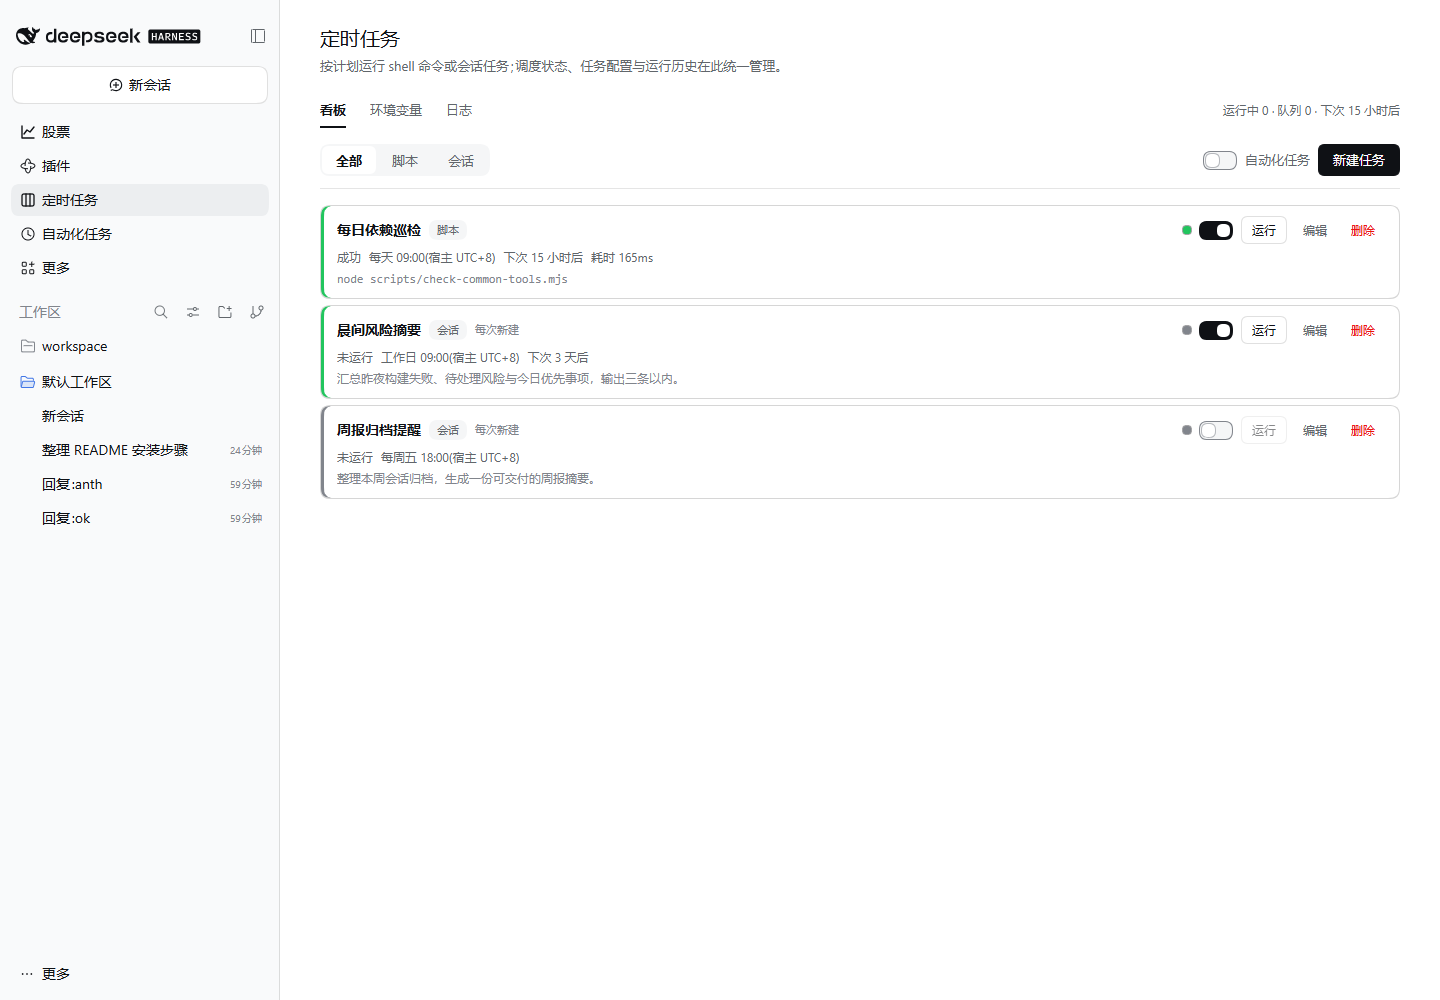 deepseek HARNESS
新会话
股票
插件
定时任务
自动化任务
更多
工作区
workspace
默认工作区
新会话
整理 README 安装步骤 24分钟
回复:anth 59分钟
回复:ok 59分钟
更多
定时任务
按计划运行 shell 命令或会话任务;调度状态、任务配置与运行历史在此统一管理。
看板 环境变量 日志 运行中 0 · 队列 0 · 下次 15 小时后
全部 脚本 会话 自动化任务 新建任务
每日依赖巡检 脚本 运行 编辑 删除
成功 每天 09:00(宿主 UTC+8) 下次 15 小时后 耗时 165ms
node scripts/check-common-tools.mjs
晨间风险摘要 会话 每次新建 运行 编辑 删除
未运行 工作日 09:00(宿主 UTC+8) 下次 3 天后
汇总昨夜构建失败、待处理风险与今日优先事项，输出三条以内。
周报归档提醒 会话 每次新建 运行 编辑 删除
未运行 每周五 18:00(宿主 UTC+8)
整理本周会话归档，生成一份可交付的周报摘要。